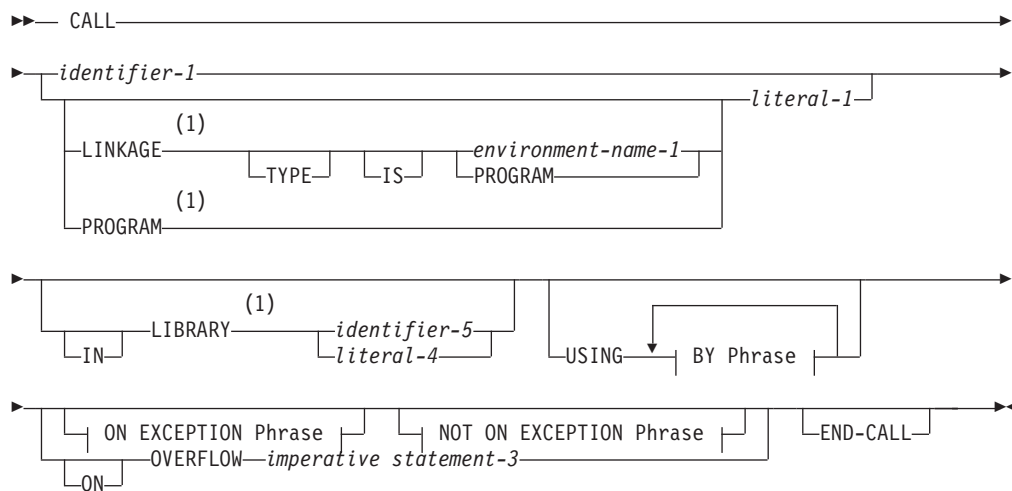 CALL
identifier-1
literal-1
(1)
LINKAGE environment-name-1
TYPE IS PROGRAM
(1)
PROGRAM
(1)
LIBRARY identifier-5
IN literal-4 USING BY Phrase
ON EXCEPTION Phrase NOT ON EXCEPTION Phrase END-CALL
OVERFLOW imperative statement-3
ON